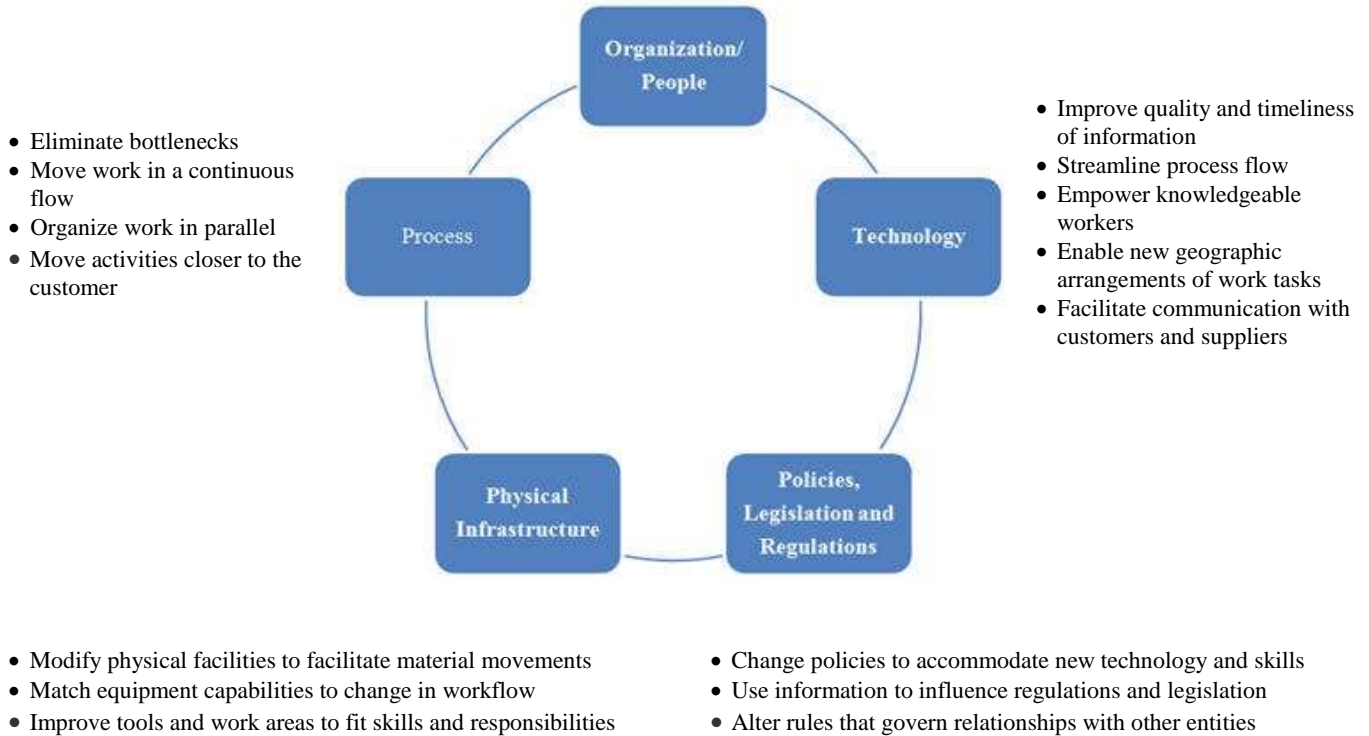 Organization/
People
• Eliminate bottlenecks
• Move work in a continuous
flow
• Organize work in parallel
• Move activities closer to the
customer
Process
Technology
• Improve quality and timeliness
of information
• Streamline process flow
• Empower knowledgeable
workers
• Enable new geographic
arrangements of work tasks
• Facilitate communication with
customers and suppliers
Physical
Infrastructure
Policies,
Legislation and
Regulations
• Modify physical facilities to facilitate material movements
• Match equipment capabilities to change in workflow
• Improve tools and work areas to fit skills and responsibilities
• Change policies to accommodate new technology and skills
• Use information to influence regulations and legislation
• Alter rules that govern relationships with other entities